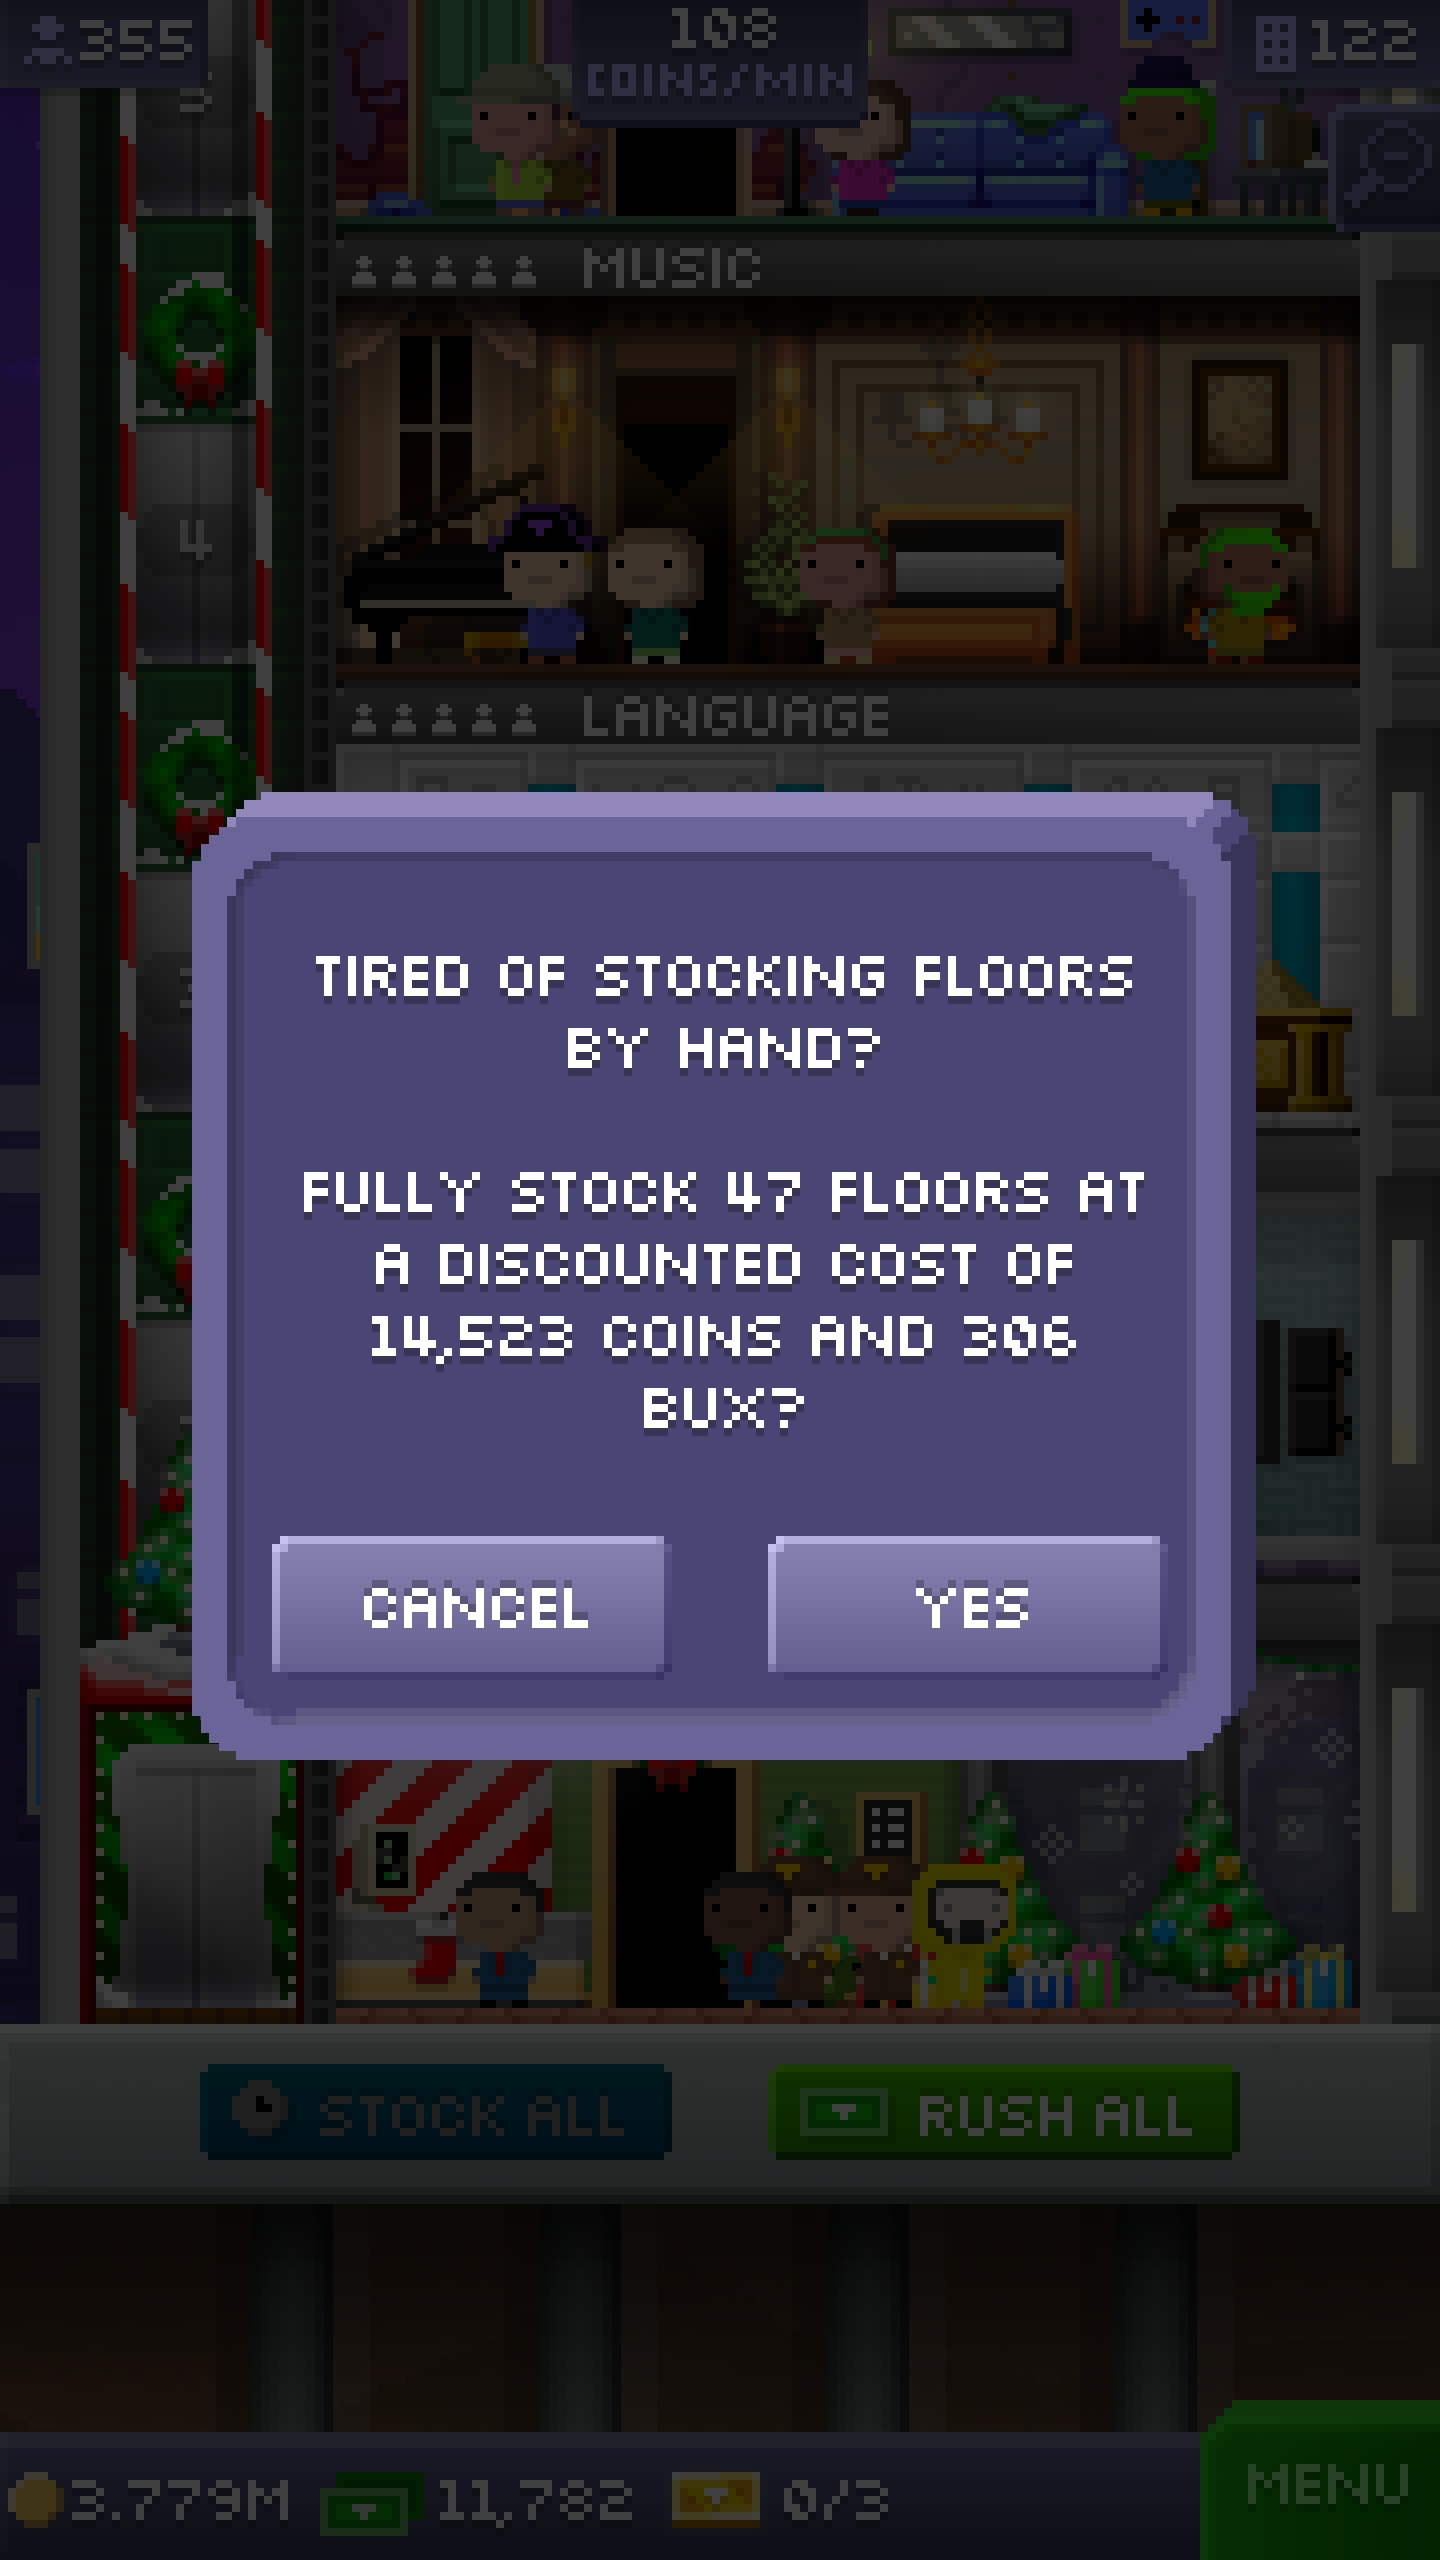 355
108
COINS/MIN
122
MUSIC
4
LANGUAGE
TIRED OF STOCKING FLOORS
BY HAND?
FULLY STOCK 47 FLOORS AT
A DISCOUNTED COST OF
14,523 COINS AND 306
BUX?
CANCEL
YES
STOCK ALL
RUSH ALL
3.779M
11,782
0/3
MENU